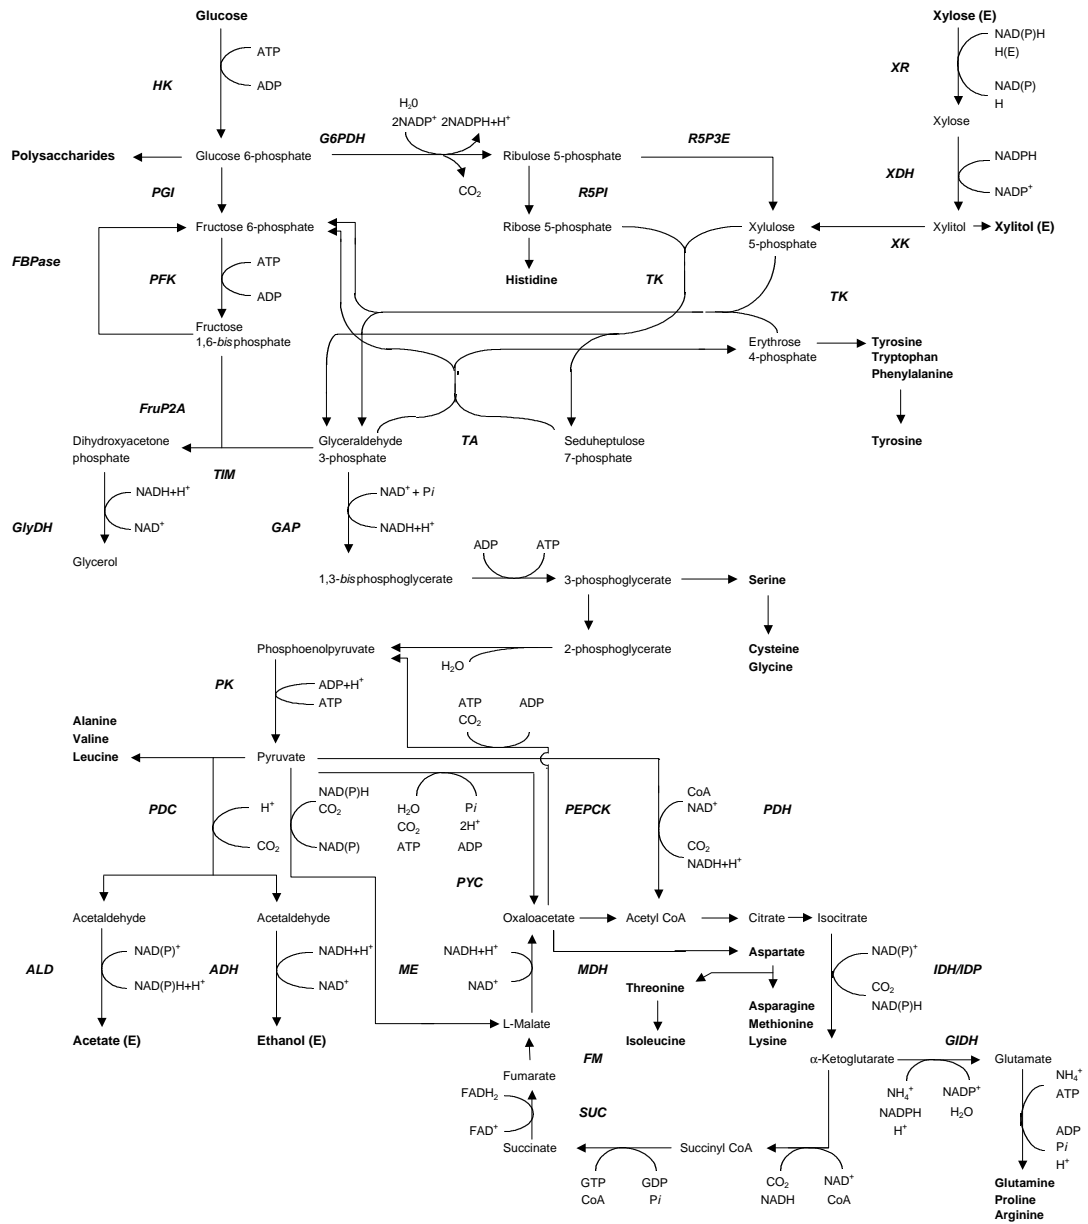 Glucose
Xylose (E)
ATP
NAD(P)H
H(E)
HK
XR
ADP
NAD(P)
H
H₂0
2NADP⁺ 2NADPH+H⁺
Xylose
G6PDH
R5P3E
Polysaccharides
Glucose 6-phosphate
Ribulose 5-phosphate
NADPH
XDH
CO₂
PGI
R5PI
NADP⁺
Fructose 6-phosphate
Ribose 5-phosphate
Xylulose
5-phosphate
Xylitol
Xylitol (E)
XK
FBPase
ATP
PFK
Histidine
TK
ADP
TK
Fructose
1,6-bisphosphate
Erythrose
4-phosphate
Tyrosine
Tryptophan
Phenylalanine
FruP2A
Dihydroxyacetone
phosphate
Glyceraldehyde
3-phosphate
TA
Seduheptulose
7-phosphate
Tyrosine
TIM
NADH+H⁺
NAD⁺ + Pi
GlyDH
NAD⁺
GAP
NADH+H⁺
Glycerol
ADP
ATP
1,3-bisphosphoglycerate
3-phosphoglycerate
Serine
Phosphoenolpyruvate
2-phosphoglycerate
Cysteine
Glycine
H₂O
PK
ADP+H⁺
ATP
ATP
CO₂
ADP
Alanine
Valine
Leucine
Pyruvate
PDC
H⁺
CO₂
NAD(P)H
CO₂
NAD(P)
H₂O
CO₂
ATP
Pi
2H⁺
ADP
PEPCK
CoA
NAD⁺
PDH
CO₂
NADH+H⁺
PYC
Acetaldehyde
Acetaldehyde
Oxaloacetate
Acetyl CoA
Citrate
Isocitrate
NAD(P)⁺
NADH+H⁺
NADH+H⁺
Aspartate
NAD(P)⁺
ALD
ADH
ME
MDH
IDH/IDP
NAD(P)H+H⁺
NAD⁺
NAD⁺
Threonine
CO₂
NAD(P)H
Asparagine
Methionine
Lysine
L-Malate
Acetate (E)
Ethanol (E)
Isoleucine
GIDH
FM
α-Ketoglutarate
Glutamate
Fumarate
NH₄⁺
ATP
FADH₂
NH₄⁺
NADPH
H⁺
NADP⁺
H₂O
SUC
FAD⁺
ADP
Pi
H⁺
Succinate
Succinyl CoA
GTP
CoA
GDP
Pi
CO₂
NADH
NAD⁺
CoA
Glutamine
Proline
Arginine